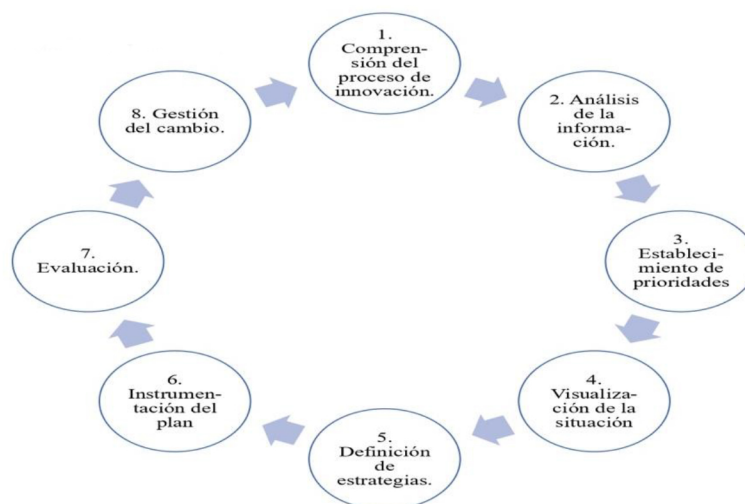 1.
Compren-
sión del
proceso de
innovación.
2. Análisis
de la
informa-
ción.
3.
Estableci-
miento de
prioridades
4.
Visualiza-
ción de la
situación
5.
Definición
de
estrategias.
6.
Instrumen-
tación del
plan
7.
Evaluación.
8. Gestión
del cambio.